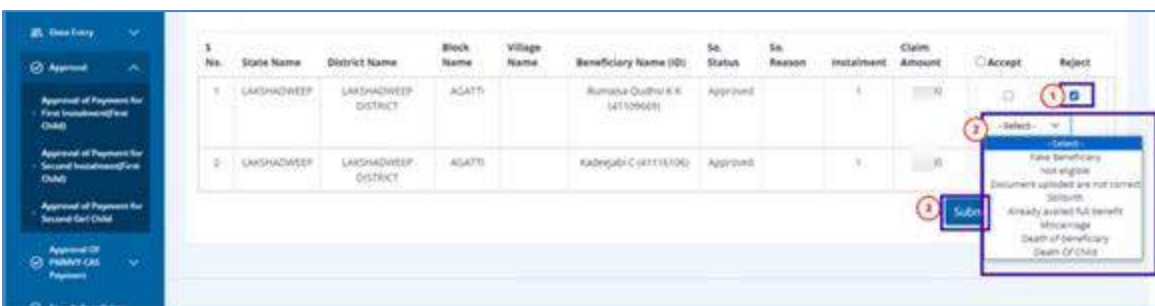 Data Entry
Approval
Approval of Payment for
First Instalment(First
Child)
Approval of Payment for
Second Instalment(First
Child)
Approval of Payment for
Second Girl Child
Approval Of
PMMVY-CAS
Payment
S
No.
State Name
District Name
Block
Name
Village
Name
Beneficiary Name (ID)
So.
Status
So.
Reason
Instalment
Claim
Amount
Accept
Reject
1
LAKSHADWEEP
LAKSHADWEEP
DISTRICT
AGATTI
(41109669)
Approved
1
1
2
--Select--
--Select--
Fake Beneficiary
Not eligible
Document uploded are not correct
Stillbirth
Already availed full benefit
Miscarriage
Death of beneficiary
Death Of Child
2
LAKSHADWEEP
LAKSHADWEEP
DISTRICT
AGATTI
Kadeejabi C (41116106)
Approved
1
3
Subm